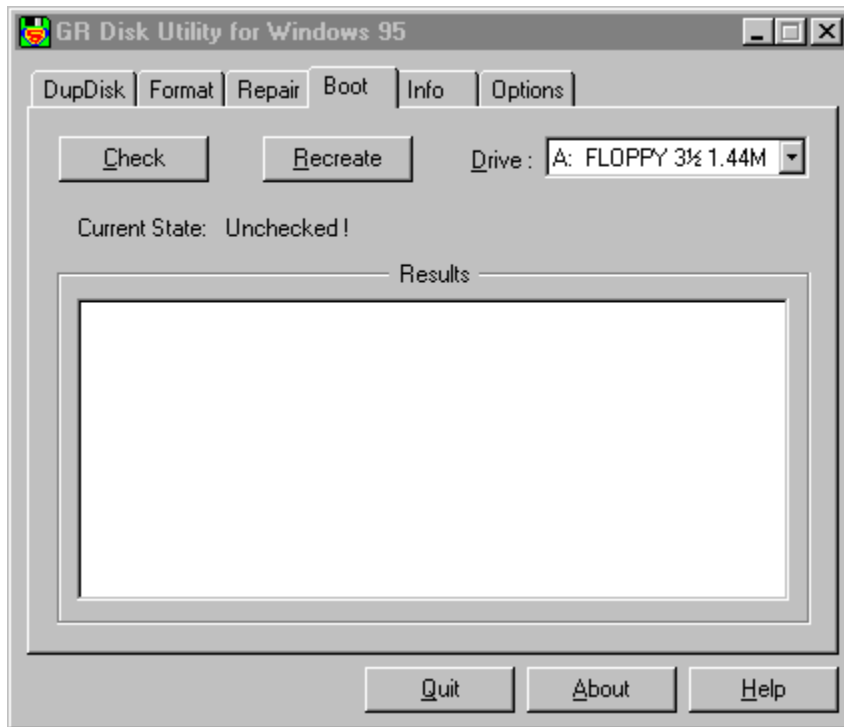 GR Disk Utility for Windows 95
DupDisk Format Repair Boot Info Options
Check Recreate Drive : A: FLOPPY 3½ 1.44M
Current State: Unchecked !
Results
Quit About Help